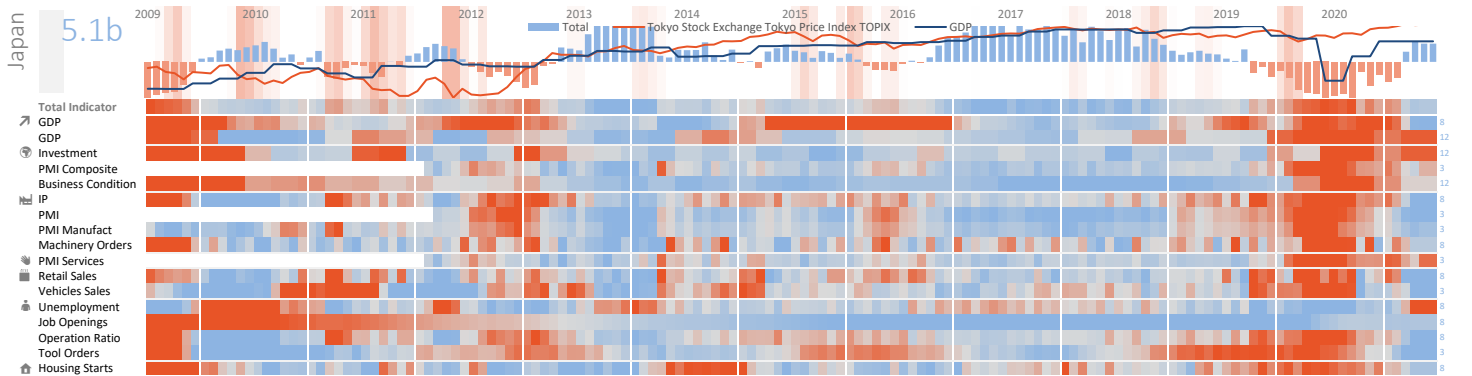 Japan
5.1b
2009 2010 2011 2012 2013 2014 2015 2016 2017 2018 2019 2020
Total Tokyo Stock Exchange Tokyo Price Index TOPIX GDP
Total Indicator
GDP 8
GDP 12
Investment 12
PMI Composite 3
Business Condition 12
IP 8
PMI 3
PMI Manufact 3
Machinery Orders 8
PMI Services 3
Retail Sales 8
Vehicles Sales 3
Unemployment 8
Job Openings 8
Operation Ratio 8
Tool Orders 3
Housing Starts 8